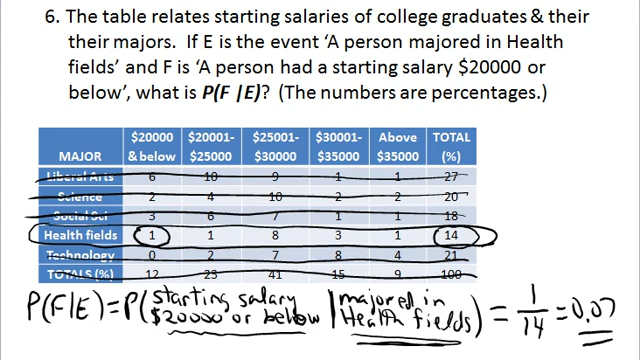 6. The table relates starting salaries of college graduates & their
their majors. If E is the event ‘A person majored in Health
fields’ and F is ‘A person had a starting salary $20000 or
below’, what is P(F |E)? (The numbers are percentages.)
MAJOR $20000 & below $20001-$25000 $25001-$30000 $30001-$35000 Above $35000 TOTAL (%)
Liberal Arts 6 10 9 1 1 27
Science 2 4 10 2 2 20
Social Sci 3 6 7 1 1 18
Health fields 1 1 8 3 1 14
Technology 0 2 7 8 4 21
TOTALS (%) 12 23 41 15 9 100
P(F|E) = P(starting salary $20000 or below | majored in Health fields) = 1/14 = 0.07